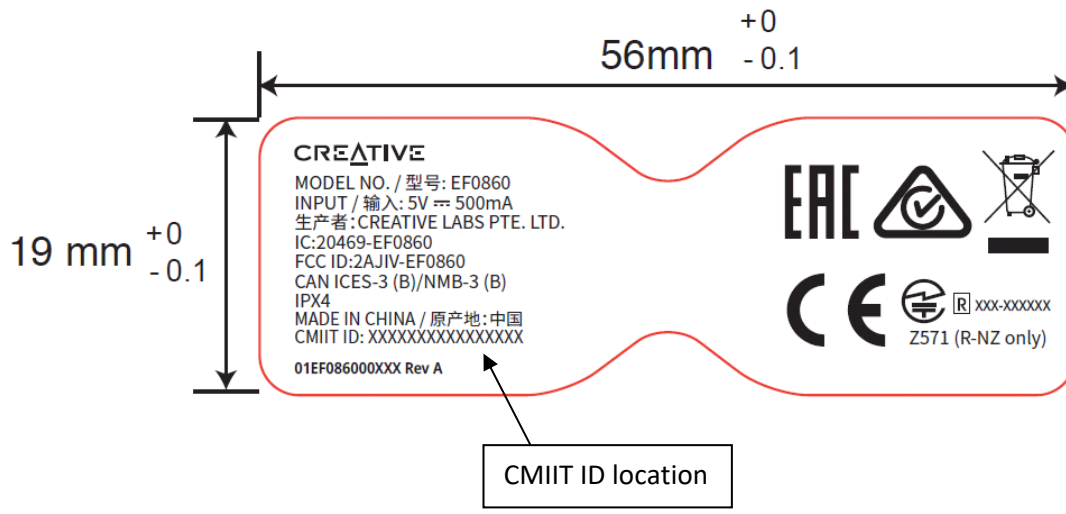 56mm +0
- 0.1
19 mm +0
- 0.1
CREATIVE
MODEL NO. / 型号: EF0860
INPUT / 输入: 5V ⎓ 500mA
生产者:CREATIVE LABS PTE. LTD.
IC:20469-EF0860
FCC ID:2AJIV-EF0860
CAN ICES-3 (B)/NMB-3 (B)
IPX4
MADE IN CHINA / 原产地:中国
CMIIT ID: XXXXXXXXXXXXXXXX
01EF086000XXX Rev A
EAC
CE
R xxx-xxxxxx
Z571 (R-NZ only)
CMIIT ID location